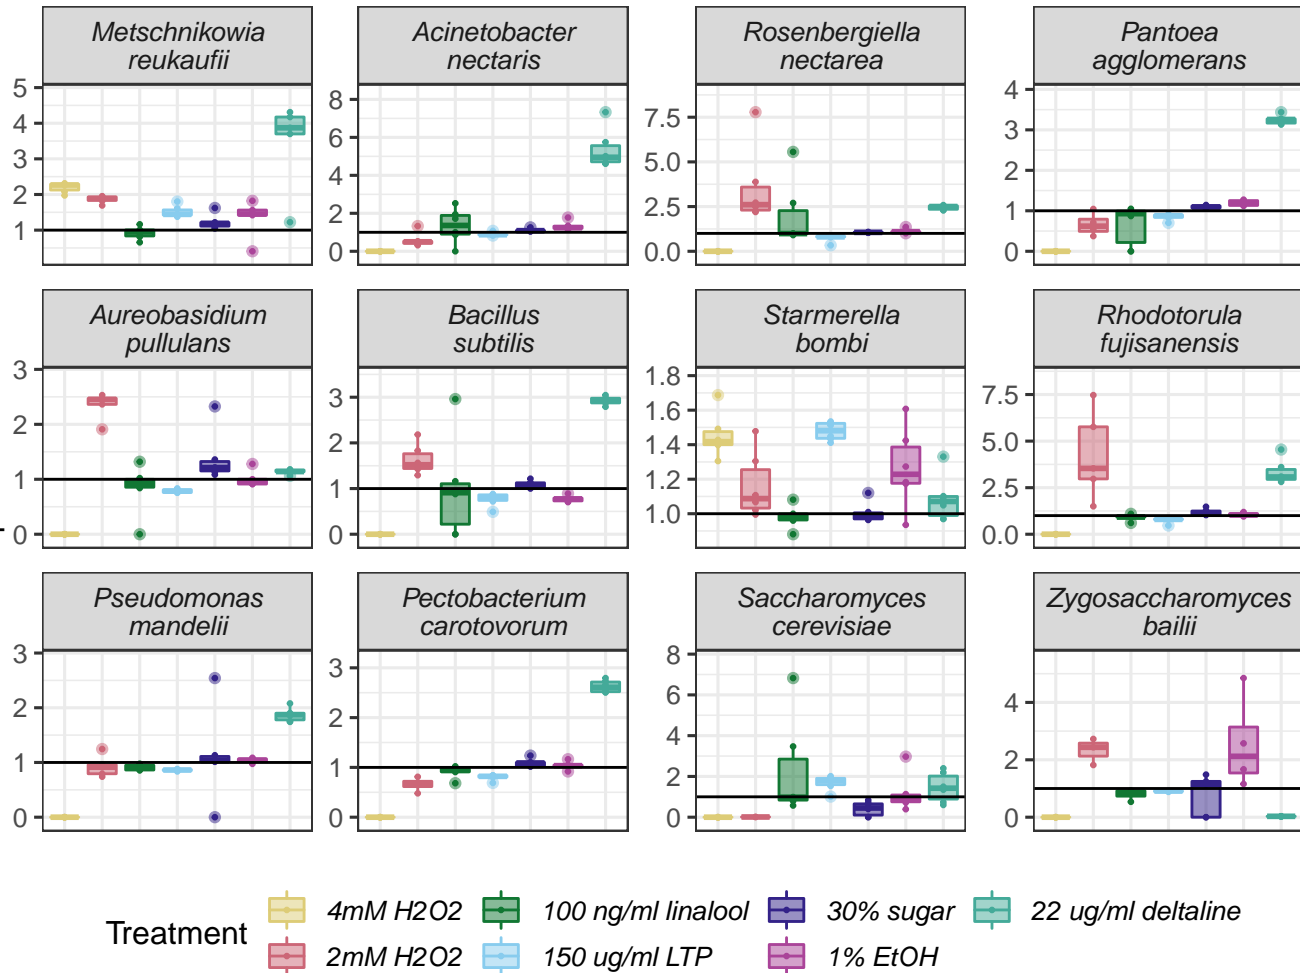 Metschnikowia
reukaufii
Acinetobacter
nectaris
Rosenbergiella
nectarea
Pantoea
agglomerans
5
4
3
2
1
8
6
4
2
0
7.5
5.0
2.5
0.0
4
3
2
1
0
Aureobasidium
pullulans
Bacillus
subtilis
Starmerella
bombi
Rhodotorula
fujisanensis
3
2
1
0
3
2
1
0
1.8
1.6
1.4
1.2
1.0
7.5
5.0
2.5
0.0
Pseudomonas
mandelii
Pectobacterium
carotovorum
Saccharomyces
cerevisiae
Zygosaccharomyces
bailii
3
2
1
0
3
2
1
0
8
6
4
2
0
4
2
0
Treatment
4mM H2O2
100 ng/ml linalool
30% sugar
22 ug/ml deltaline
2mM H2O2
150 ug/ml LTP
1% EtOH